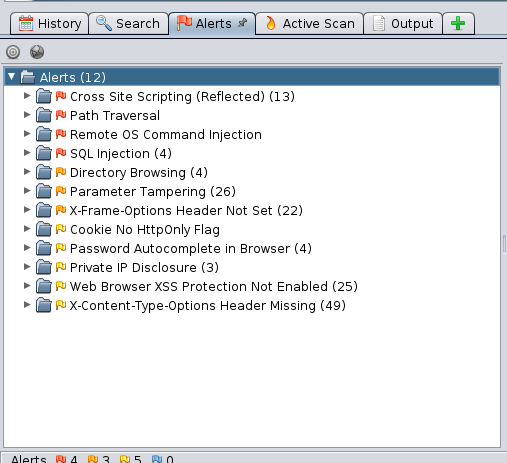 History Search Alerts Active Scan Output
Alerts (12)
Cross Site Scripting (Reflected) (13)
Path Traversal
Remote OS Command Injection
SQL Injection (4)
Directory Browsing (4)
Parameter Tampering (26)
X-Frame-Options Header Not Set (22)
Cookie No HttpOnly Flag
Password Autocomplete in Browser (4)
Private IP Disclosure (3)
Web Browser XSS Protection Not Enabled (25)
X-Content-Type-Options Header Missing (49)
Alerts 4 3 5 0